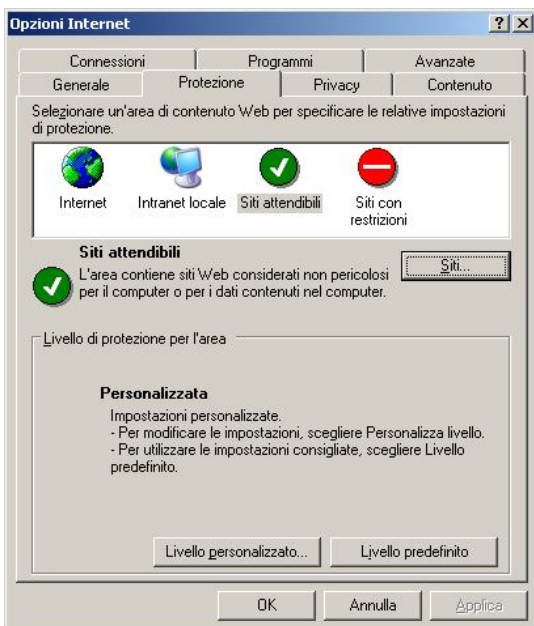 Opzioni Internet
Connessioni
Programmi
Avanzate
Generale
Protezione
Privacy
Contenuto
Selezionare un'area di contenuto Web per specificare le relative impostazioni
di protezione.
Internet
Intranet locale
Siti attendibili
Siti con
restrizioni
Siti attendibili
L'area contiene siti Web considerati non pericolosi
per il computer o per i dati contenuti nel computer.
Siti...
Livello di protezione per l'area
Personalizzata
Impostazioni personalizzate.
- Per modificare le impostazioni, scegliere Personalizza livello.
- Per utilizzare le impostazioni consigliate, scegliere Livello
predefinito.
Livello personalizzato...
Livello predefinito
OK
Annulla
Applica